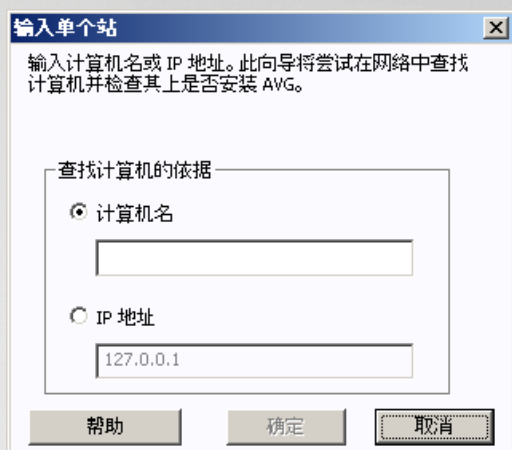 输入单个站
输入计算机名或 IP 地址。此向导将尝试在网络中查找
计算机并检查其上是否安装 AVG。
查找计算机的依据
计算机名
IP 地址
127.0.0.1
帮助
确定
取消